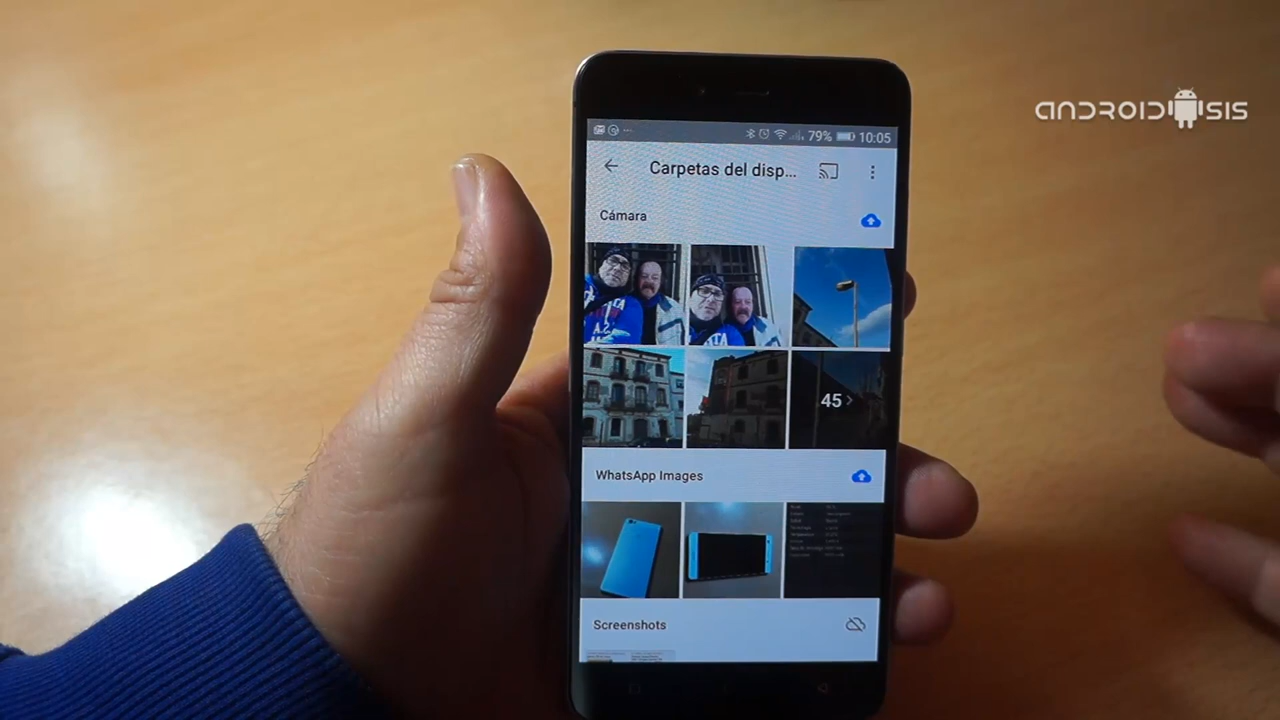 ANDROIDSIS
79% 10:05
Carpetas del disp...
Cámara
45
WhatsApp Images
Screenshots